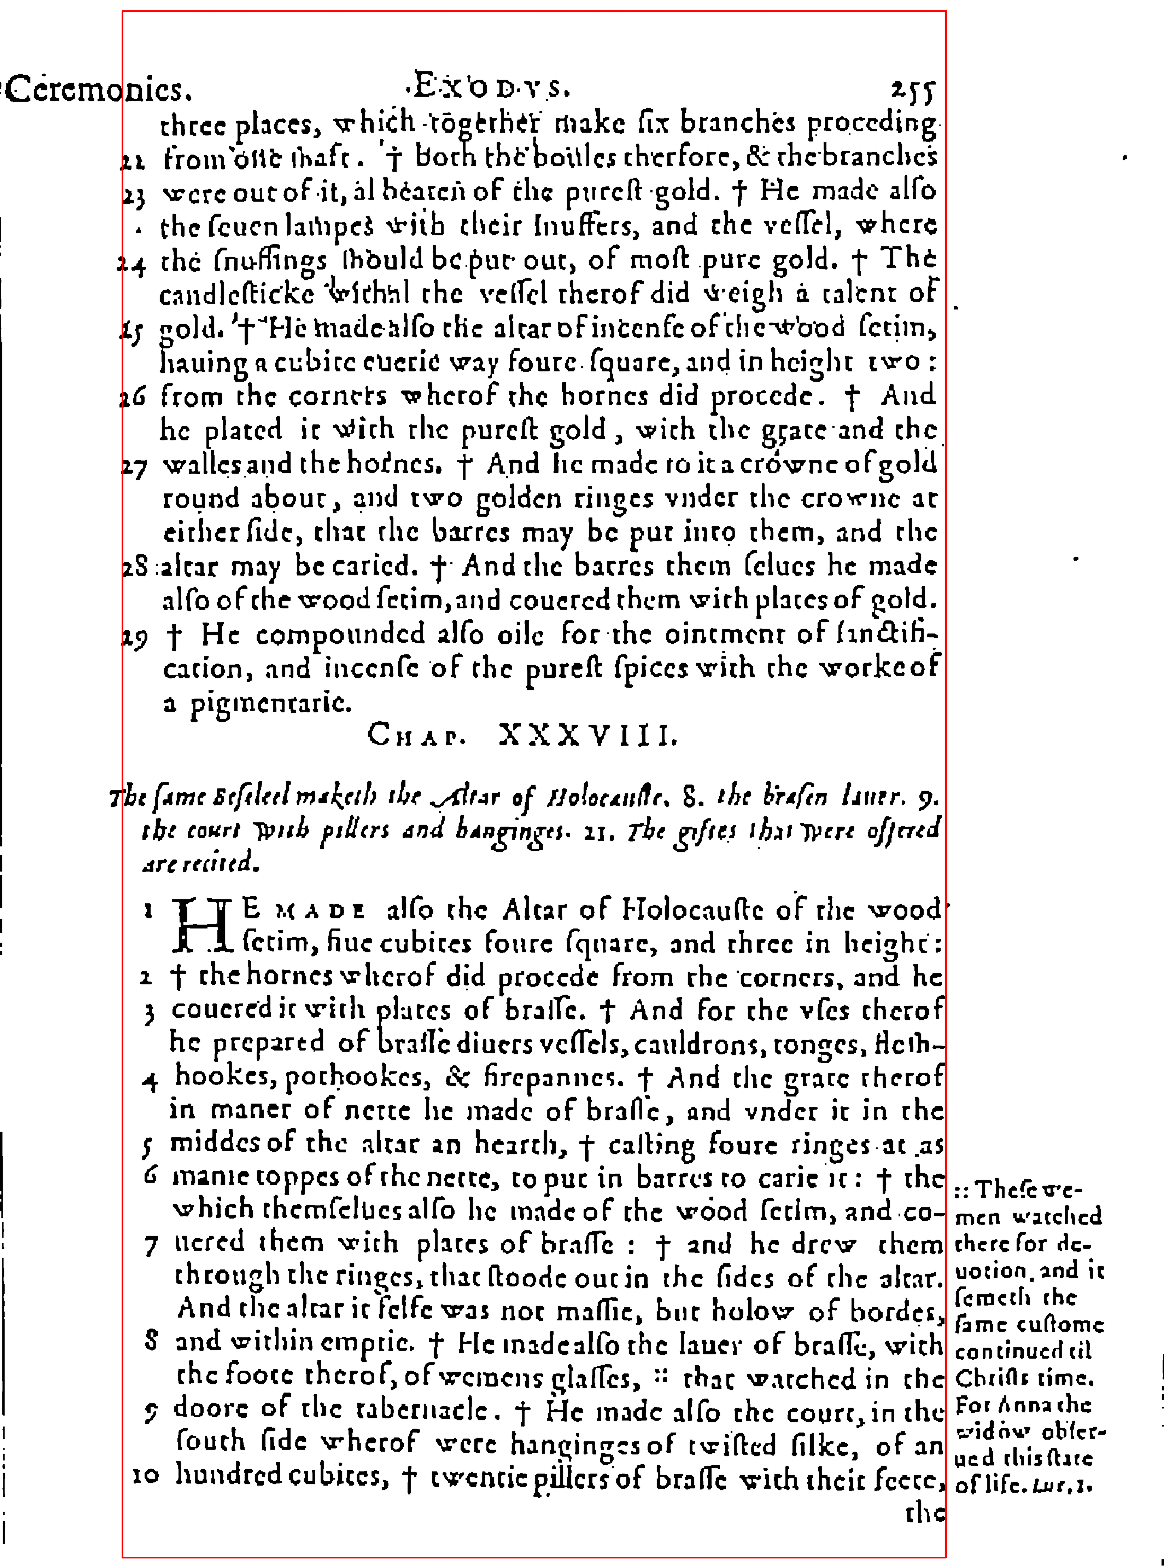 Ceremonies. EXODVS. 255
three places, which together make ſix branches proceding
22 from one ſhaft. † both the boules therfore, & the branches
23 were out of it, al beaten of the pureſt gold. † He made alſo
the ſeuen lampes with their ſnuffers, and the veſſel, where
24 the ſnuffings ſhould be put out, of moſt pure gold. † The
candleſticke with al the veſſel therof did weigh a talent of
25 gold. † He made alſo the altar of incenſe of the wood ſetim,
hauing a cubite euerie way foure ſquare, and in height two:
26 from the corners wherof the hornes did procede. † And
he plated it with the pureſt gold, with the grate and the
27 walles and the hornes. † And he made to it a crowne of gold
round about, and two golden ringes vnder the crowne at
either ſide, that the barres may be put into them, and the
28 altar may be caried. † And the barres them ſelues he made
alſo of the wood ſetim, and couered them with plates of gold.
29 † He compounded alſo oile for the ointment of ſanctifi-
cation, and incenſe of the pureſt ſpices with the worke of
a pigmentarie.
CHAP. XXXVIII.
The ſame Beſeleel maketh the Altar of Holocauſte. 8. the braſen lauer. 9.
the court with pillers and hanginges. 21. The giftes that were offered
are recited.
1 HE MADE alſo the Altar of Holocauſte of the wood
ſetim, fiue cubites foure ſquare, and three in height:
2 † the hornes wherof did procede from the corners, and he
3 couered it with plates of braſſe. † And for the vſes therof
he prepared of braſſe diuers veſſels, cauldrons, tonges, fleſh-
4 hookes, pothookes, & firepannes. † And the grate therof
in maner of nette he made of braſſe, and vnder it in the
5 middes of the altar an hearth, † caſting foure ringes at as
6 manie toppes of the nette, to put in barres to carie it: † the
which themſelues alſo he made of the wood ſetim, and co-
7 uered them with plates of braſſe: † and he drew them
through the ringes, that ſtoode out in the ſides of the altar.
And the altar it ſelfe was not maſſie, but holow of bordes,
8 and within emptie. † He made alſo the lauer of braſſe, with
the foote therof, of wemens glaſſes, :: that watched in the
9 doore of the tabernacle. † He made alſo the court, in the
ſouth ſide wherof were hanginges of twiſted ſilke, of an
10 hundred cubites, † twentie pillers of braſſe with their feete,
the
:: Theſe we-
men watched
there for de-
uotion, and it
ſemeth the
ſame cuſtome
continued til
Chriſts time.
For Anna the
widow obſer-
ued this ſtate
of life. Luc. 2.